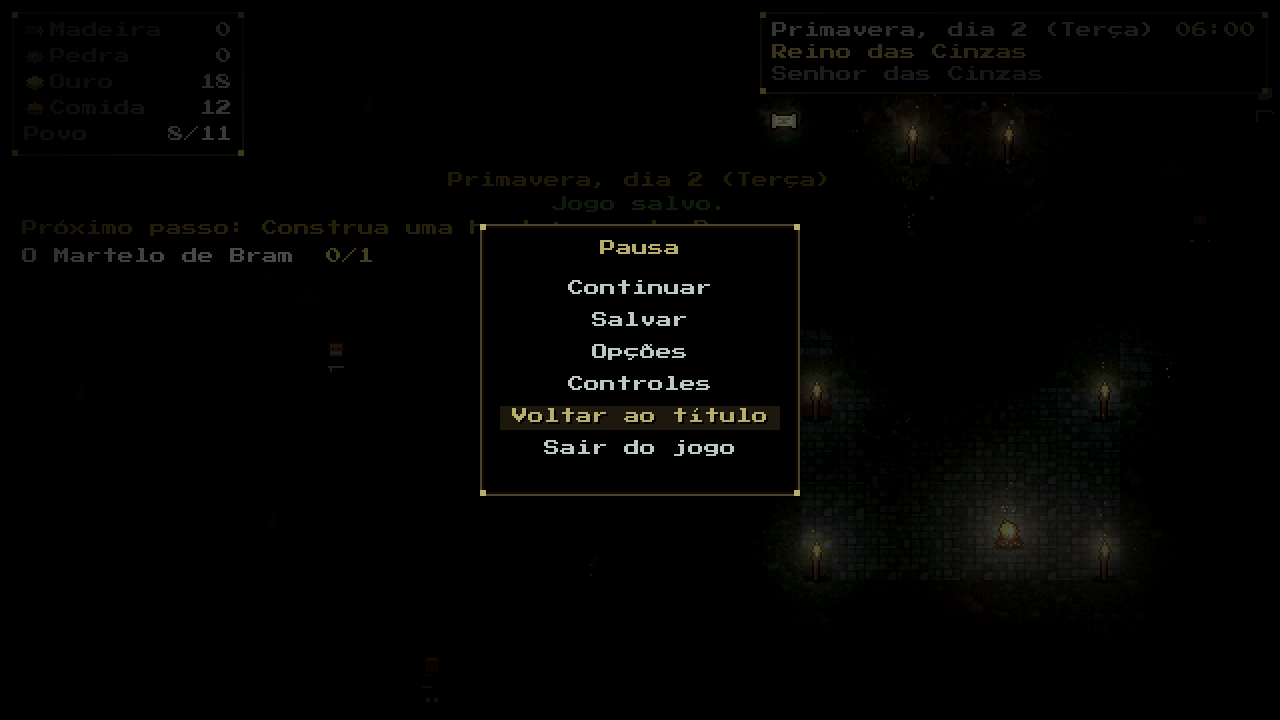 Madeira 0
Pedra 0
Ouro 18
Comida 12
Povo 8/11
Primavera, dia 2 (Terça) 06:00
Reino das Cinzas
Senhor das Cinzas
Primavera, dia 2 (Terça)
Jogo salvo.
Próximo passo: Construa uma
O Martelo de Bram 0/1
Pausa
Continuar
Salvar
Opções
Controles
Voltar ao título
Sair do jogo